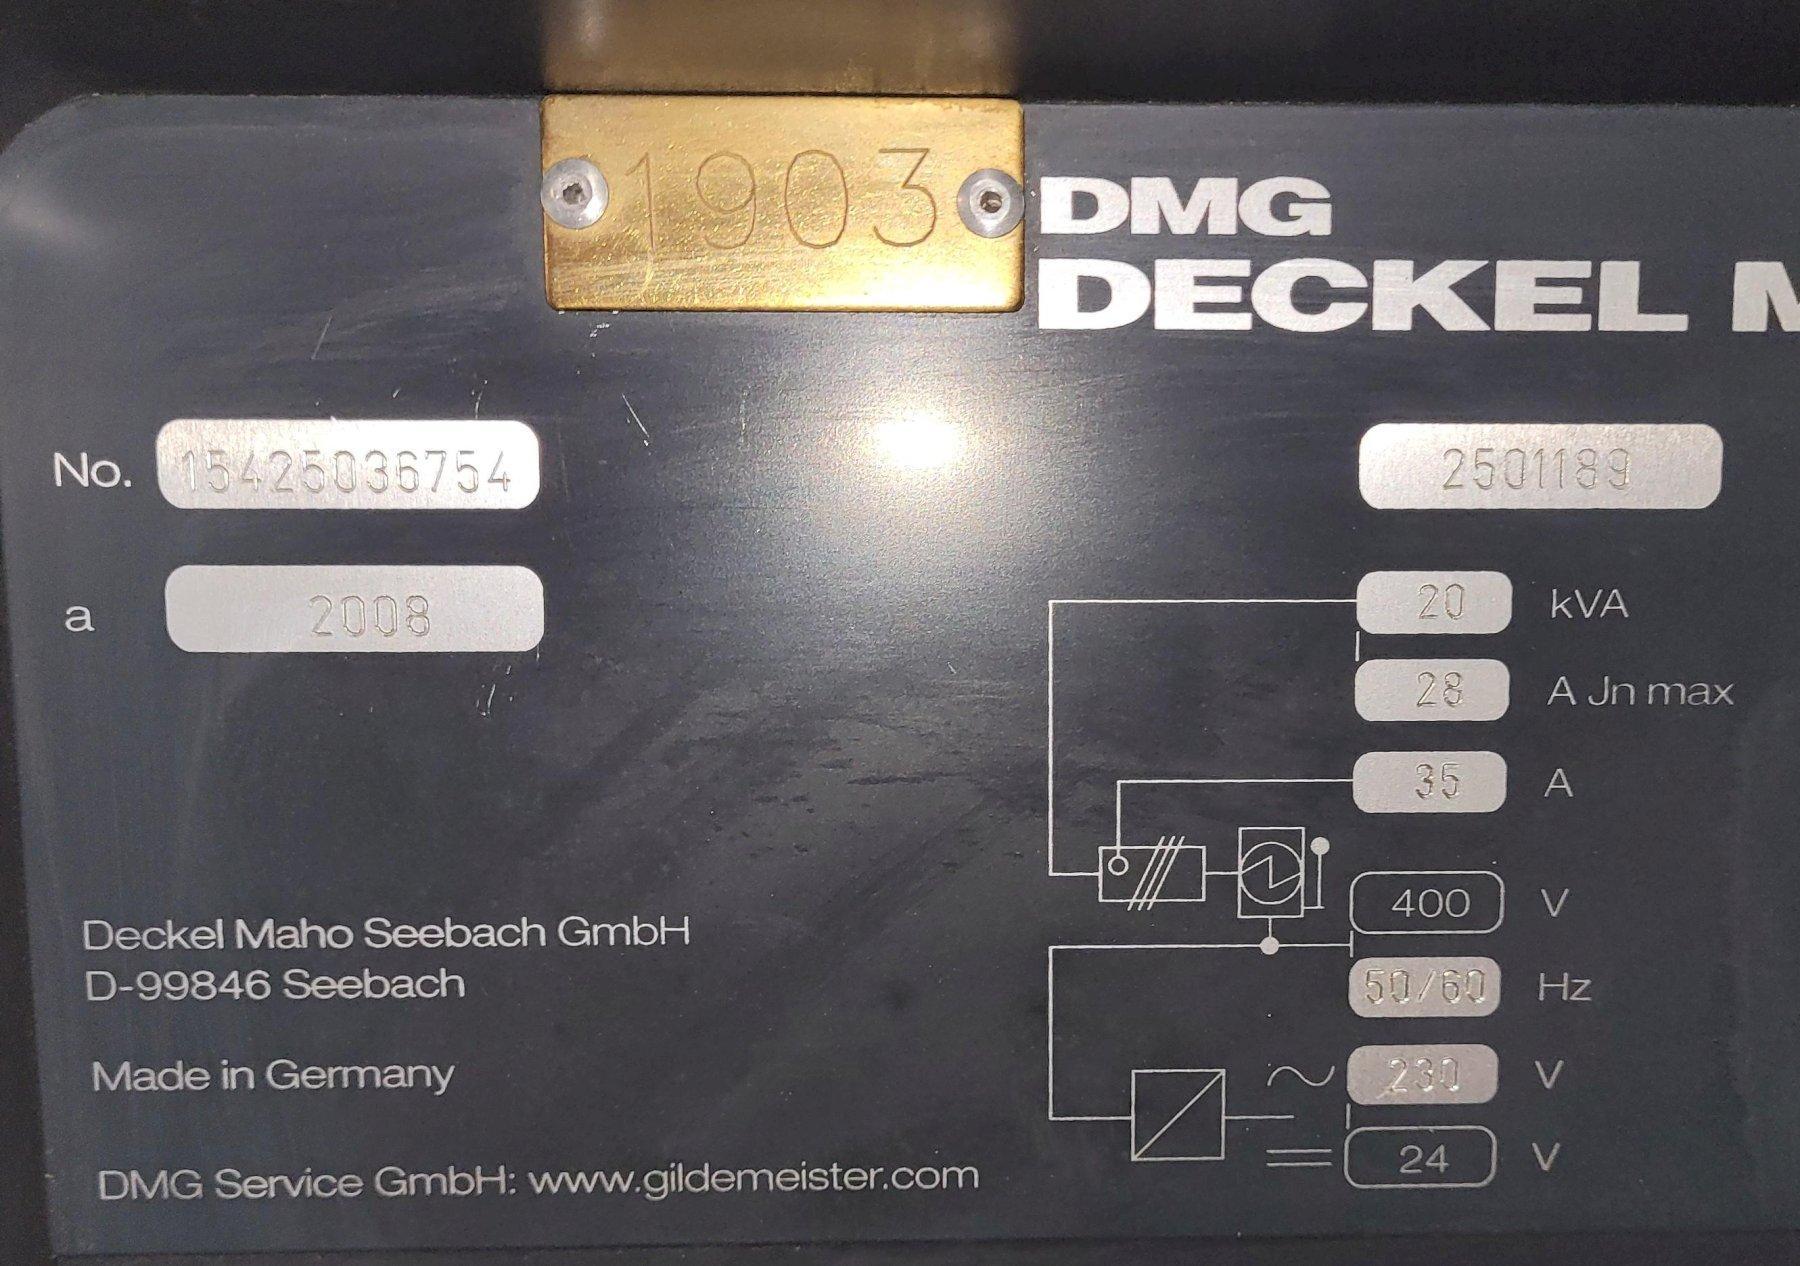 1903
DMG
DECKEL M
No. 15425036754
2501189
a 2008
20 kVA
28 A Jn max
35 A
400 V
50/60 Hz
230 V
24 V
Deckel Maho Seebach GmbH
D-99846 Seebach
Made in Germany
DMG Service GmbH: www.gildemeister.com